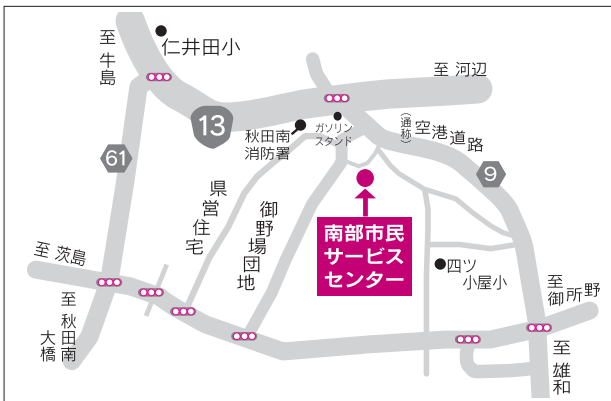 至牛島
仁井田小
至 河辺
13
秋田南
消防署
ガソリン
スタンド
(通称)空港道路
61
9
県営住宅
御野場団地
南部市民
サービス
センター
四ツ
小屋小
至 茨島
至 秋田南
大橋
至御所野
至 雄和